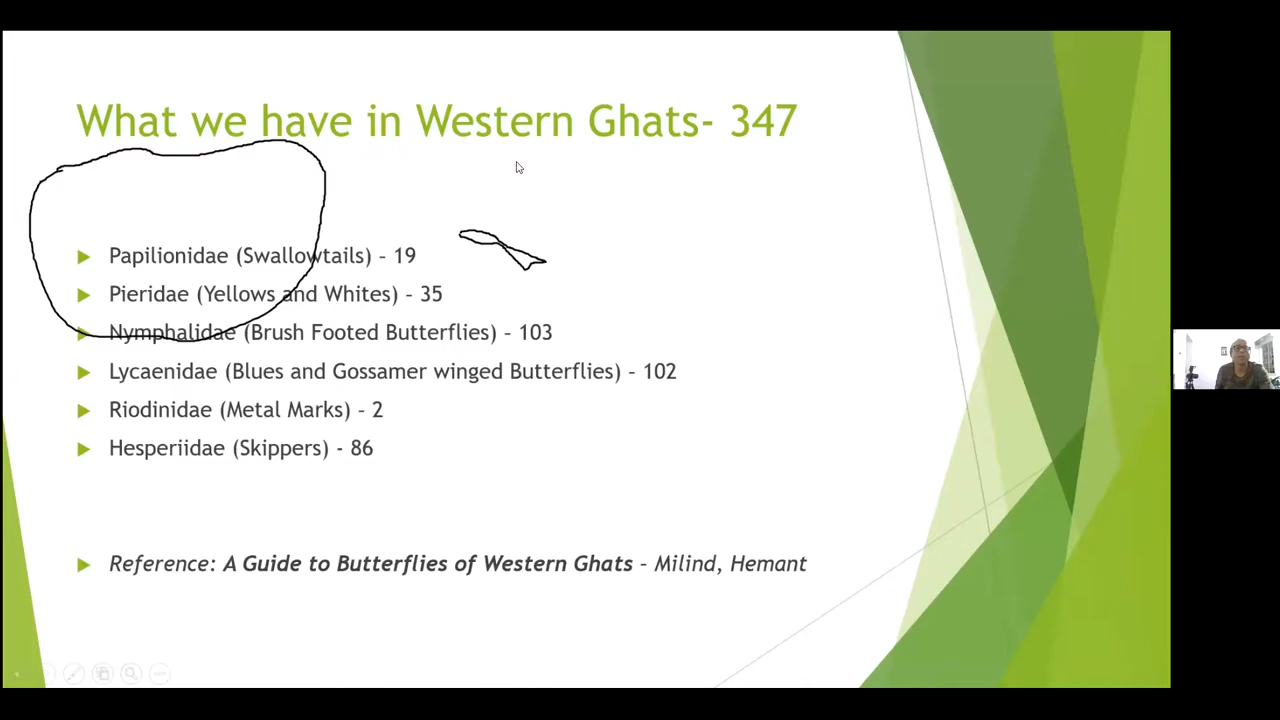 What we have in Western Ghats- 347
Papilionidae (Swallowtails) – 19
Pieridae (Yellows and Whites) – 35
Nymphalidae (Brush Footed Butterflies) – 103
Lycaenidae (Blues and Gossamer winged Butterflies) – 102
Riodinidae (Metal Marks) – 2
Hesperiidae (Skippers) - 86
Reference: A Guide to Butterflies of Western Ghats – Milind, Hemant